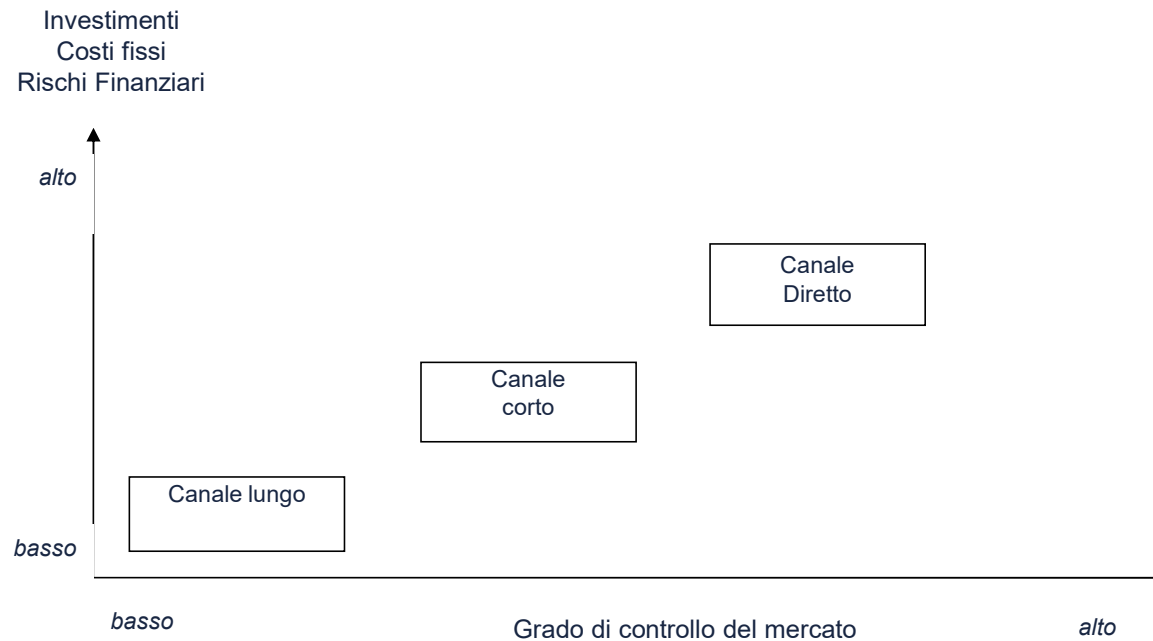 Investimenti
Costi fissi
Rischi Finanziari
alto
Canale
Diretto
Canale
corto
Canale lungo
basso
basso
Grado di controllo del mercato
alto